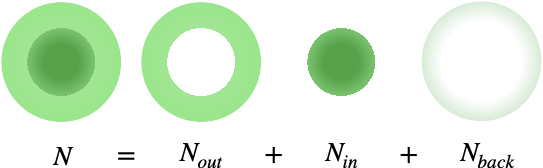 N = N_out + N_in + N_back